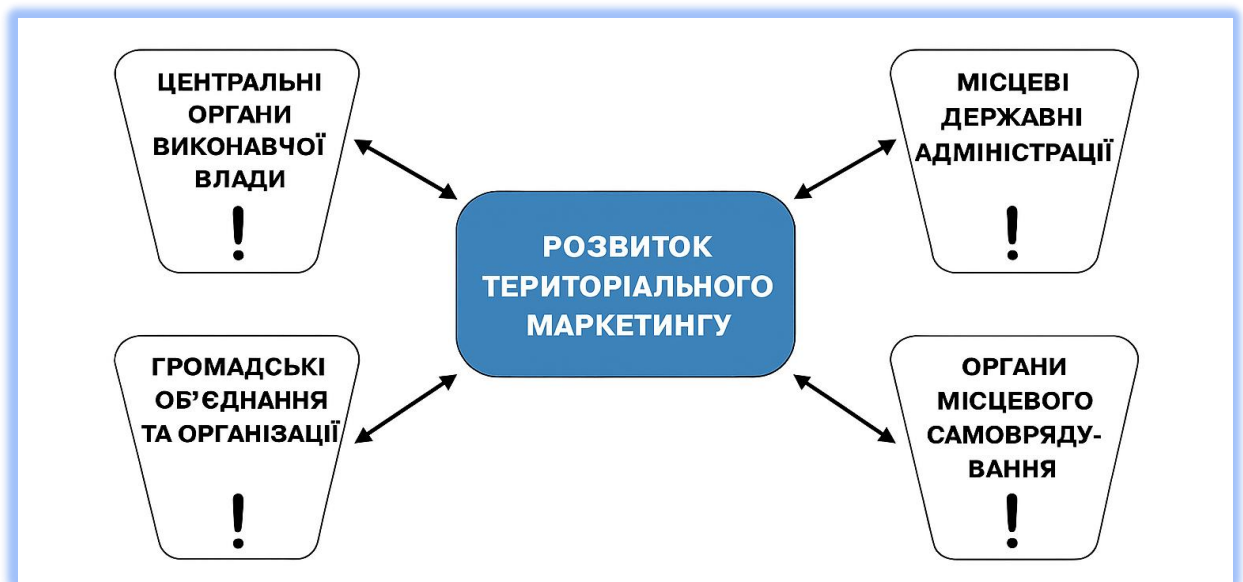 ЦЕНТРАЛЬНІ
ОРГАНИ
ВИКОНАВЧОЇ
ВЛАДИ
!
МІСЦЕВІ
ДЕРЖАВНІ
АДМІНІСТРАЦІЇ
!
РОЗВИТОК
ТЕРИТОРІАЛЬНОГО
МАРКЕТИНГУ
ГРОМАДСЬКІ
ОБ’ЄДНАННЯ
ТА ОРГАНІЗАЦІЇ
!
ОРГАНИ
МІСЦЕВОГО
САМОВРЯДУ-
ВАННЯ
!